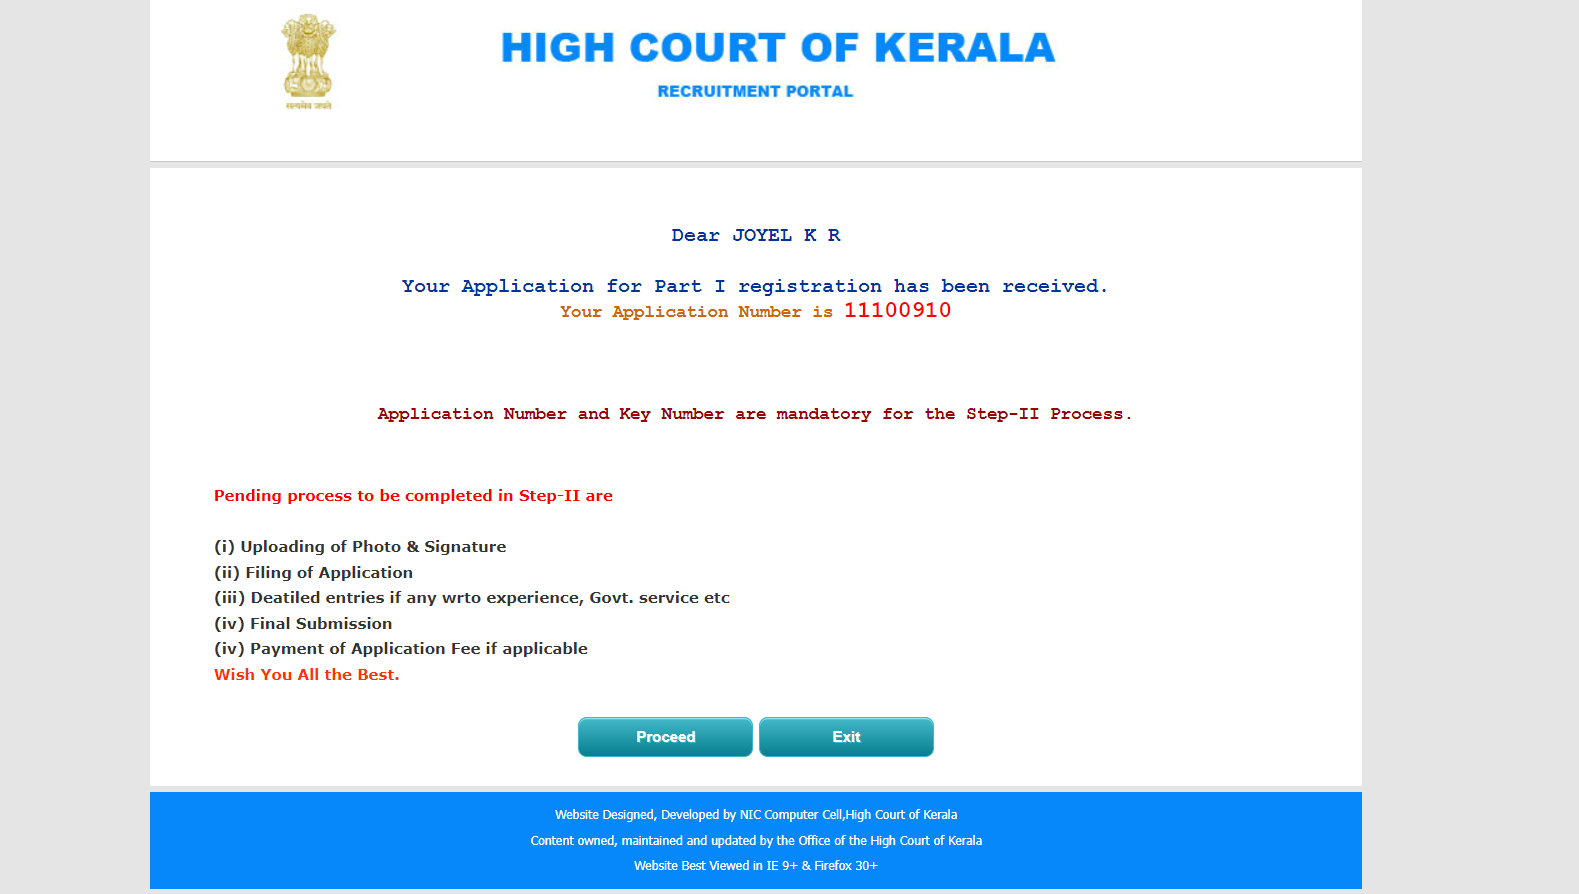 सत्यमेव जयते
HIGH COURT OF KERALA
RECRUITMENT PORTAL
Dear JOYEL K R
Your Application for Part I registration has been received.
Your Application Number is 11100910
Application Number and Key Number are mandatory for the Step-II Process.
Pending process to be completed in Step-II are
(i) Uploading of Photo & Signature
(ii) Filing of Application
(iii) Deatiled entries if any wrto experience, Govt. service etc
(iv) Final Submission
(iv) Payment of Application Fee if applicable
Wish You All the Best.
Proceed Exit
Website Designed, Developed by NIC Computer Cell,High Court of Kerala
Content owned, maintained and updated by the Office of the High Court of Kerala
Website Best Viewed in IE 9+ & Firefox 30+